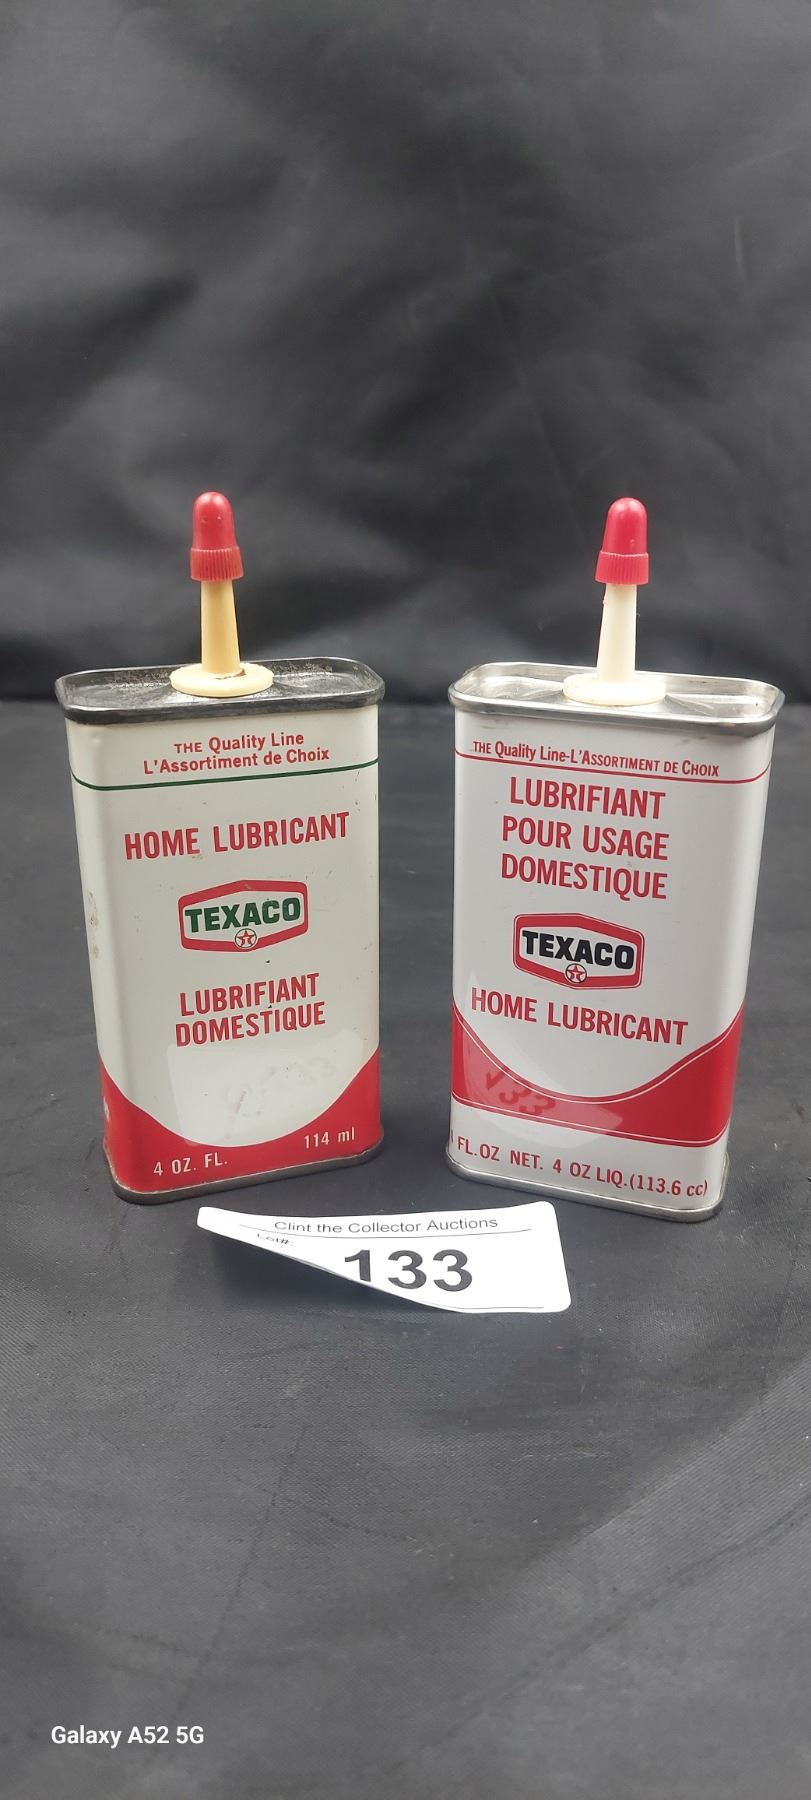 THE Quality Line
L'Assortiment de Choix
HOME LUBRICANT
TEXACO
LUBRIFIANT
DOMESTIQUE
4 OZ. FL.
114 ml
THE Quality Line-L'ASSORTIMENT DE CHOIX
LUBRIFIANT
POUR USAGE
DOMESTIQUE
TEXACO
HOME LUBRICANT
FL.OZ NET. 4 OZ LIQ.(113.6 cc)
Clint the Collector Auctions
Lot#:
133
Galaxy A52 5G